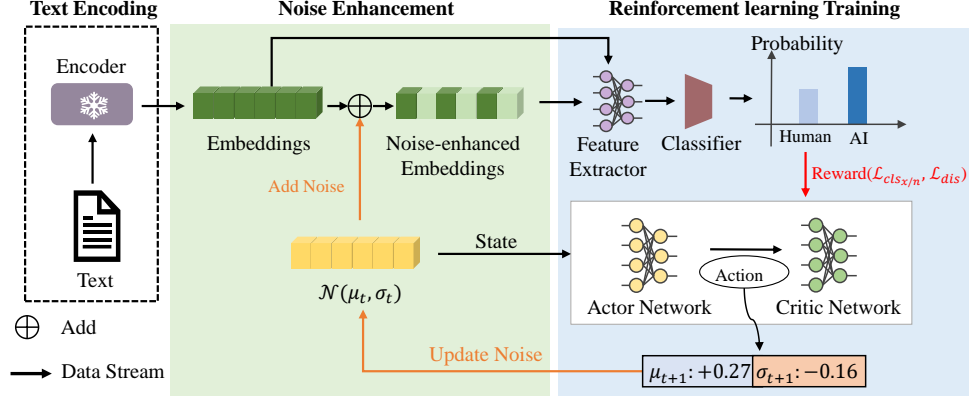 Text Encoding
Noise Enhancement
Reinforcement learning Training
Encoder
Text
Add
Data Stream
Embeddings
Noise-enhanced
Embeddings
Add Noise
𝒩(μ_t, σ_t)
State
Update Noise
Feature
Extractor
Classifier
Probability
Human
AI
Reward(ℒ_{cls_{x/n}}, ℒ_{dis})
Actor Network
Action
Critic Network
μ_{t+1}: +0.27
σ_{t+1}: −0.16